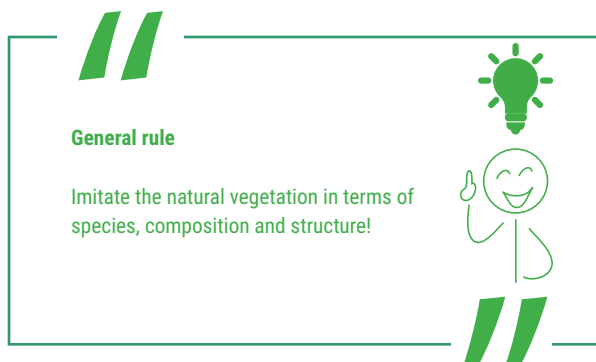 General rule
Imitate the natural vegetation in terms of
species, composition and structure!